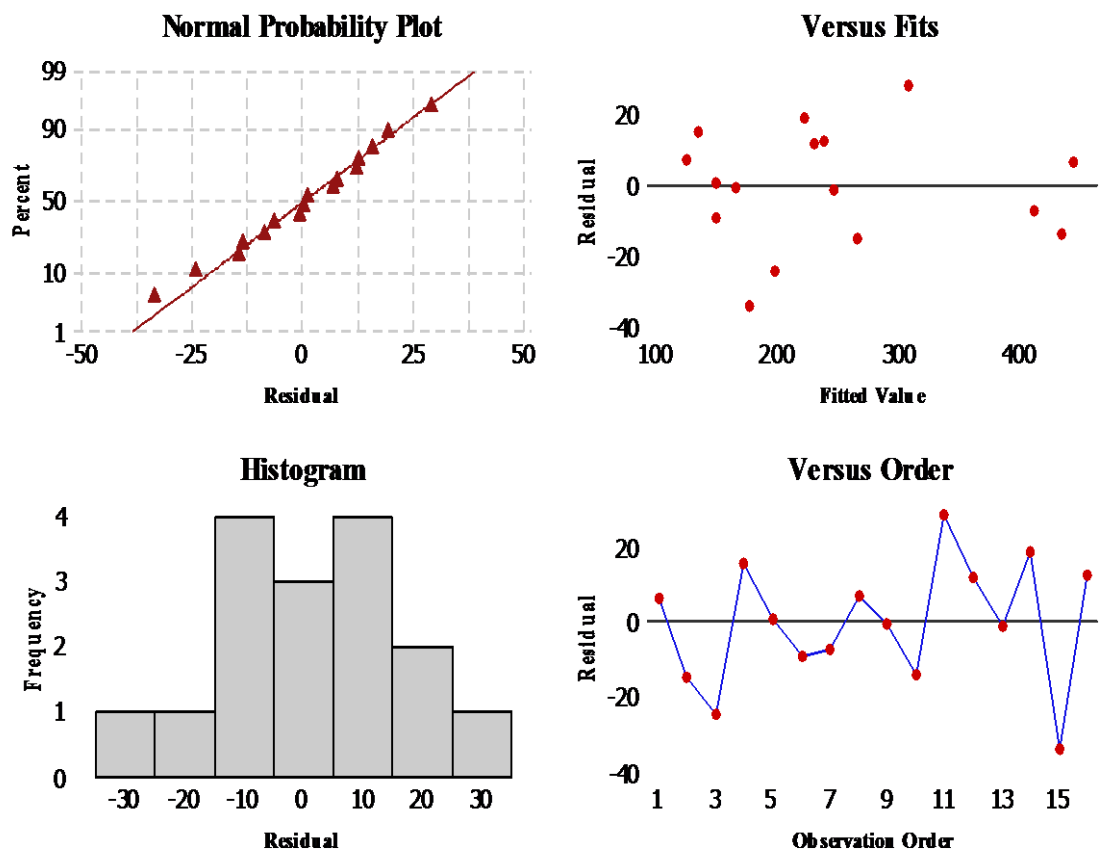 Normal Probability Plot
99
90
50
10
1
Percent
-50 -25 0 25 50
Residual
Versus Fits
20
0
-20
-40
Residual
100 200 300 400
Fitted Value
Histogram
4
3
2
1
0
Frequency
-30 -20 -10 0 10 20 30
Residual
Versus Order
20
0
-20
-40
Residual
1 3 5 7 9 11 13 15
Observation Order